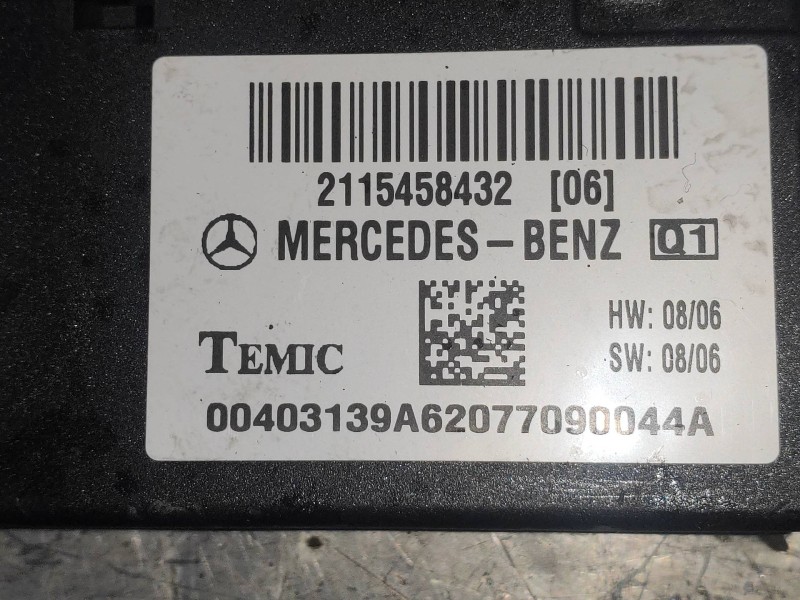 2115458432 [06]
MERCEDES-BENZ Q1
HW: 08/06
TEMIC
SW: 08/06
00403139A62077090044A